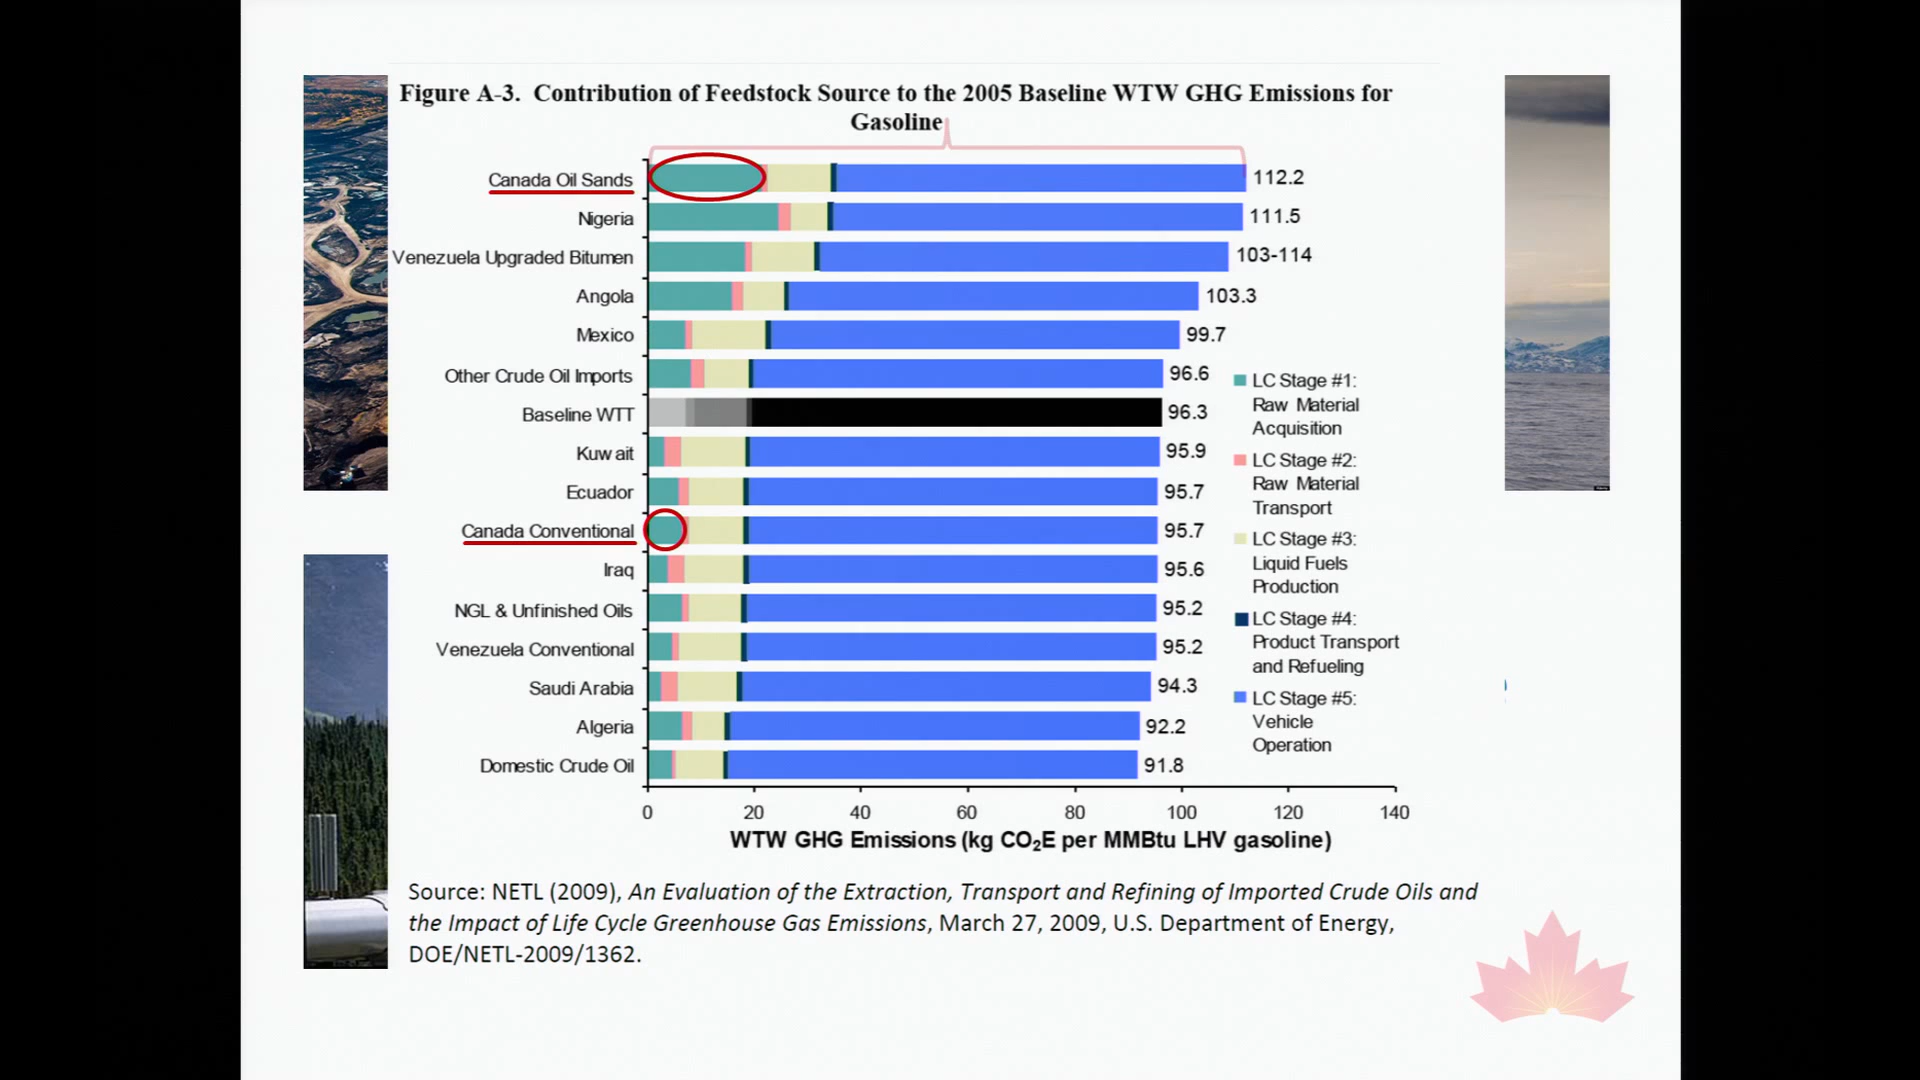 Figure A-3. Contribution of Feedstock Source to the 2005 Baseline WTW GHG Emissions for
Gasoline
Canada Oil Sands 112.2
Nigeria 111.5
Venezuela Upgraded Bitumen 103-114
Angola 103.3
Mexico 99.7
Other Crude Oil Imports 96.6
Baseline WTT 96.3
Kuwait 95.9
Ecuador 95.7
Canada Conventional 95.7
Iraq 95.6
NGL & Unfinished Oils 95.2
Venezuela Conventional 95.2
Saudi Arabia 94.3
Algeria 92.2
Domestic Crude Oil 91.8
LC Stage #1:
Raw Material
Acquisition
LC Stage #2:
Raw Material
Transport
LC Stage #3:
Liquid Fuels
Production
LC Stage #4:
Product Transport
and Refueling
LC Stage #5:
Vehicle
Operation
0 20 40 60 80 100 120 140
WTW GHG Emissions (kg CO₂E per MMBtu LHV gasoline)
Source: NETL (2009), An Evaluation of the Extraction, Transport and Refining of Imported Crude Oils and
the Impact of Life Cycle Greenhouse Gas Emissions, March 27, 2009, U.S. Department of Energy,
DOE/NETL-2009/1362.